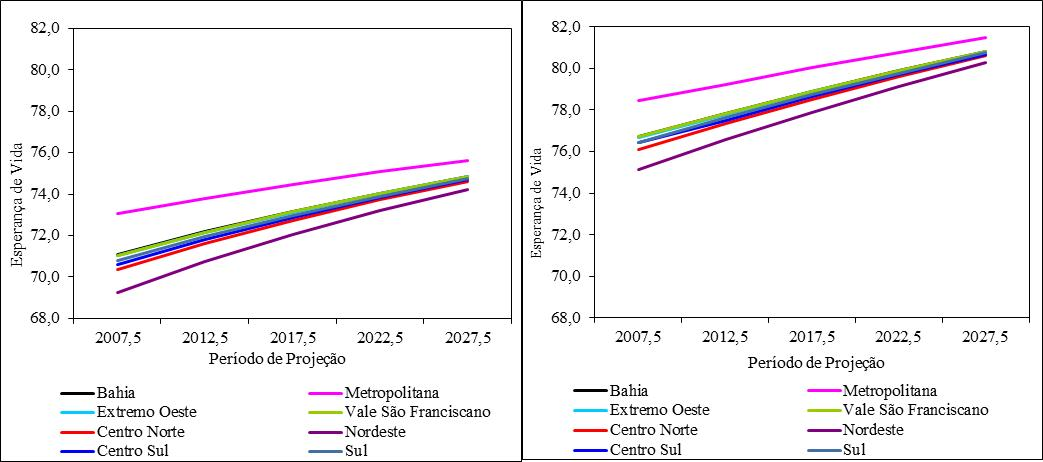 82,0
80,0
78,0
76,0
74,0
72,0
70,0
68,0
Esperança de Vida
2007,5 2012,5 2017,5 2022,5 2027,5
Período de Projeção
Bahia Metropolitana
Extremo Oeste Vale São Franciscano
Centro Norte Nordeste
Centro Sul Sul
82,0
80,0
78,0
76,0
74,0
72,0
70,0
68,0
Esperança de Vida
2007,5 2012,5 2017,5 2022,5 2027,5
Período de Projeção
Bahia Metropolitana
Extremo Oeste Vale São Franciscano
Centro Norte Nordeste
Centro Sul Sul